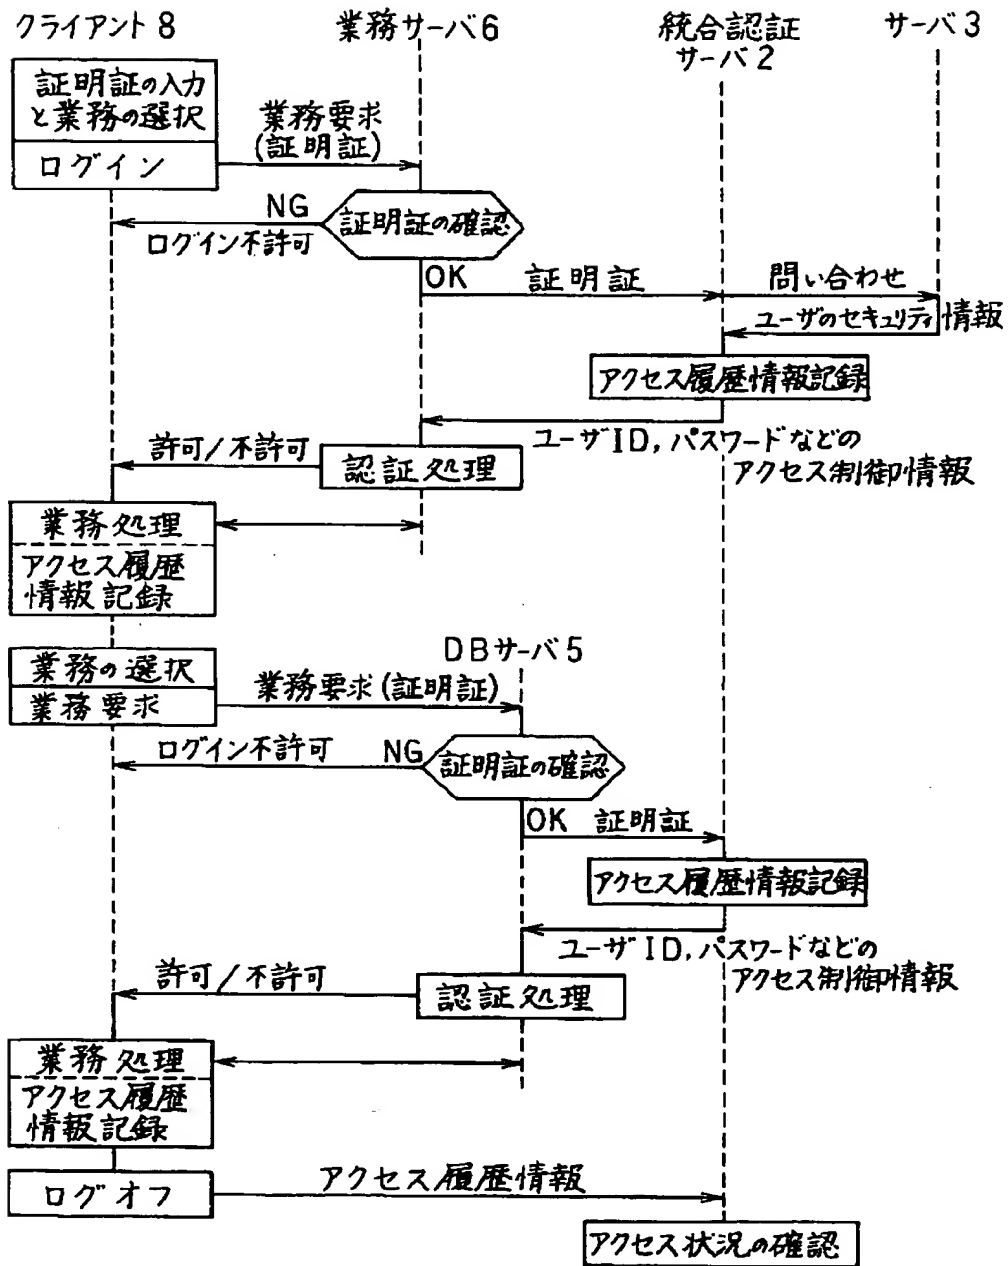 クライアント 8
業務サーバ6
統合認証
サーバ 2
サーバ 3
証明証の入力
と業務の選択
ログイン
業務要求
(証明証)
NG
ログイン不許可
証明証の確認
OK
証明証
問い合わせ
ユーザのセキュリティ情報
アクセス履歴情報記録
ユーザID, パスワードなどの
アクセス制御情報
許可/不許可
認証処理
業務処理
アクセス履歴
情報記録
業務の選択
業務要求
DBサーバ 5
業務要求(証明証)
ログイン不許可
NG
証明証の確認
OK
証明証
アクセス履歴情報記録
ユーザID, パスワードなどの
アクセス制御情報
許可/不許可
認証処理
業務処理
アクセス履歴
情報記録
ログオフ
アクセス履歴情報
アクセス状況の確認